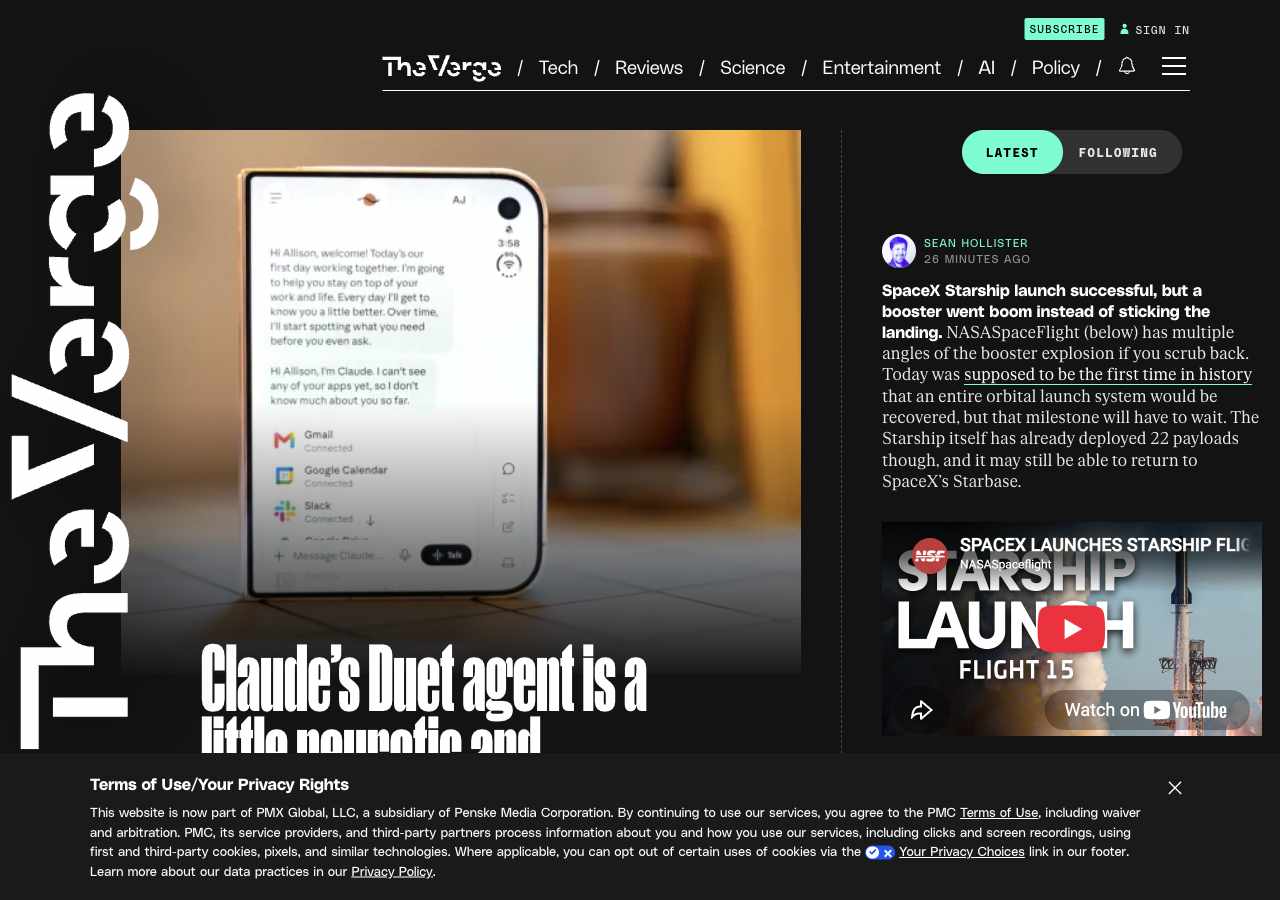 SUBSCRIBE
SIGN IN
The Verge / Tech / Reviews / Science / Entertainment / AI / Policy /
The Verge
LATEST
FOLLOWING
AJ
3:58
Hi Allison, welcome! Today's our
first day working together. I'm going
to help you stay on top of your
work and life. Every day I'll get to
know you a little better. Over time,
I'll start spotting what you need
before you even ask.
Hi Allison, I'm Claude. I can't see
any of your apps yet, so I don't
know much about you so far.
Gmail
Connected
Google Calendar
Connected
Slack
Connected
Message Claude...
Talk
Claude's Duet agent is a
little neurotic and
SEAN HOLLISTER
26 MINUTES AGO
SpaceX Starship launch successful, but a
booster went boom instead of sticking the
landing. NASASpaceFlight (below) has multiple
angles of the booster explosion if you scrub back.
Today was supposed to be the first time in history
that an entire orbital launch system would be
recovered, but that milestone will have to wait. The
Starship itself has already deployed 22 payloads
though, and it may still be able to return to
SpaceX's Starbase.
NSF
SPACEX LAUNCHES STARSHIP FLIG
NASASpaceflight
STARSHIP
LAUNCH
FLIGHT 15
Watch on YouTube
Terms of Use/Your Privacy Rights
This website is now part of PMX Global, LLC, a subsidiary of Penske Media Corporation. By continuing to use our services, you agree to the PMC Terms of Use, including waiver
and arbitration. PMC, its service providers, and third-party partners process information about you and how you use our services, including clicks and screen recordings, using
first and third-party cookies, pixels, and similar technologies. Where applicable, you can opt out of certain uses of cookies via the Your Privacy Choices link in our footer.
Learn more about our data practices in our Privacy Policy.